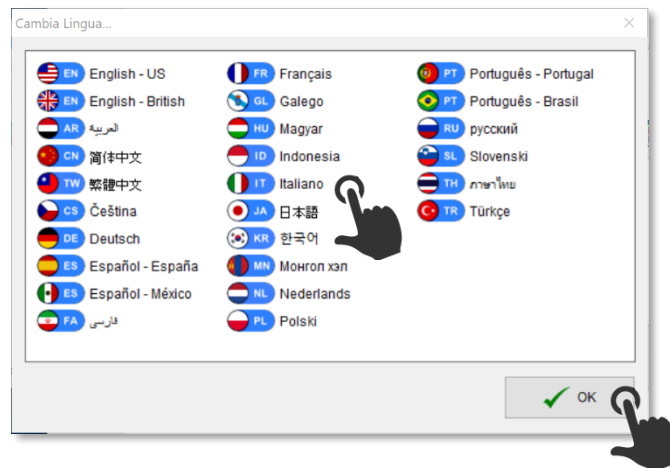 Cambia Lingua...
EN English - US
EN English - British
AR العربية
CN 简体中文
TW 繁體中文
CS Čeština
DE Deutsch
ES Español - España
ES Español - México
FA فارسی
FR Français
GL Galego
HU Magyar
ID Indonesia
IT Italiano
JA 日本語
KR 한국어
MN Монгол хэл
NL Nederlands
PL Polski
PT Português - Portugal
PT Português - Brasil
RU русский
SL Slovenski
TH ภาษาไทย
TR Türkçe
OK